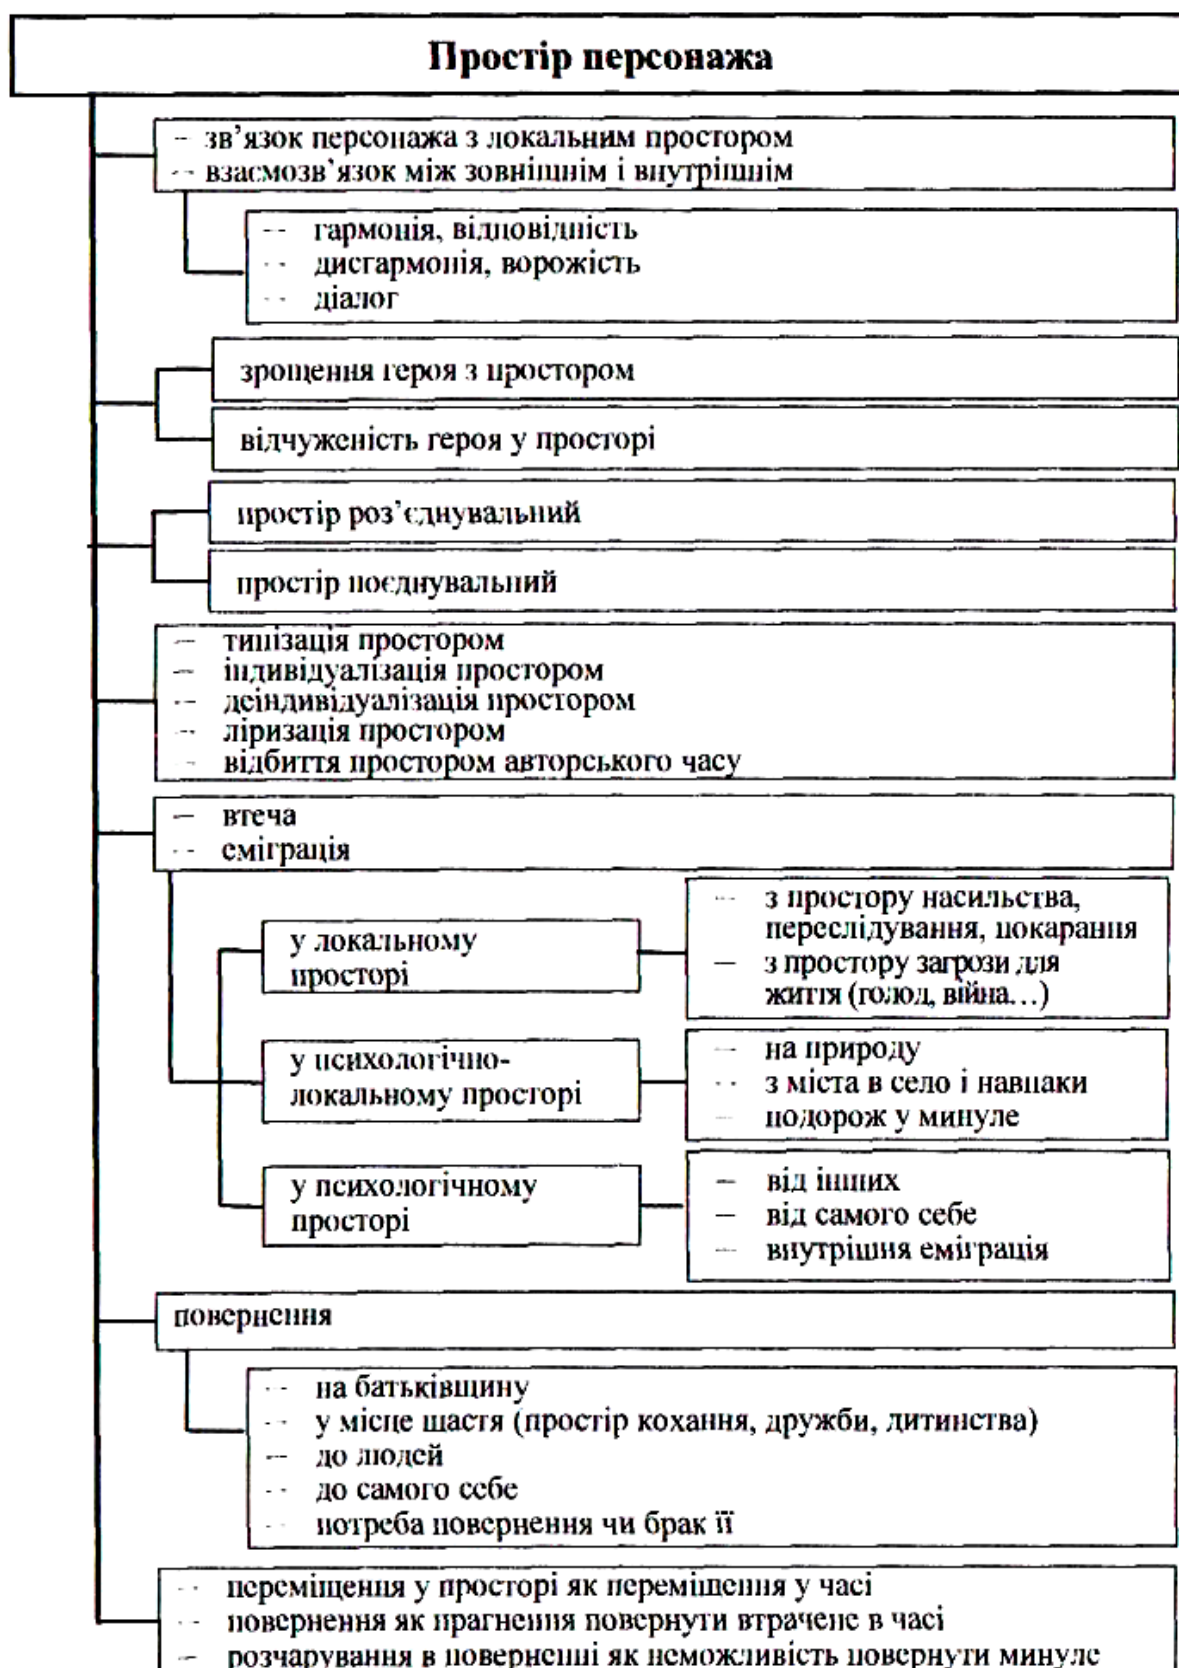 Простір персонажа
– зв’язок персонажа з локальним простором
– взаємозв’язок між зовнішнім і внутрішнім
– гармонія, відповідність
– дисгармонія, ворожість
– діалог
зрощення героя з простором
відчуженість героя у просторі
простір роз’єднувальний
простір поєднувальний
– типізація простором
– індивідуалізація простором
– деіндивідуалізація простором
– ліризація простором
– відбиття простором авторського часу
– втеча
– еміграція
у локальному
просторі
– з простору насильства,
переслідування, покарання
– з простору загрози для
життя (голод, війна…)
у психологічно-
локальному просторі
– на природу
– з міста в село і навпаки
– подорож у минуле
у психологічному
просторі
– від інших
– від самого себе
– внутрішня еміграція
повернення
– на батьківщину
– у місце щастя (простір кохання, дружби, дитинства)
– до людей
– до самого себе
– потреба повернення чи брак її
– переміщення у просторі як переміщення у часі
– повернення як прагнення повернути втрачене в часі
– розчарування в поверненні як неможливість повернути минуле